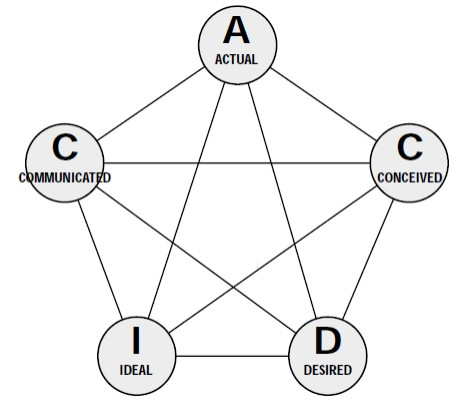 A
ACTUAL
C
COMMUNICATED
C
CONCEIVED
I
IDEAL
D
DESIRED